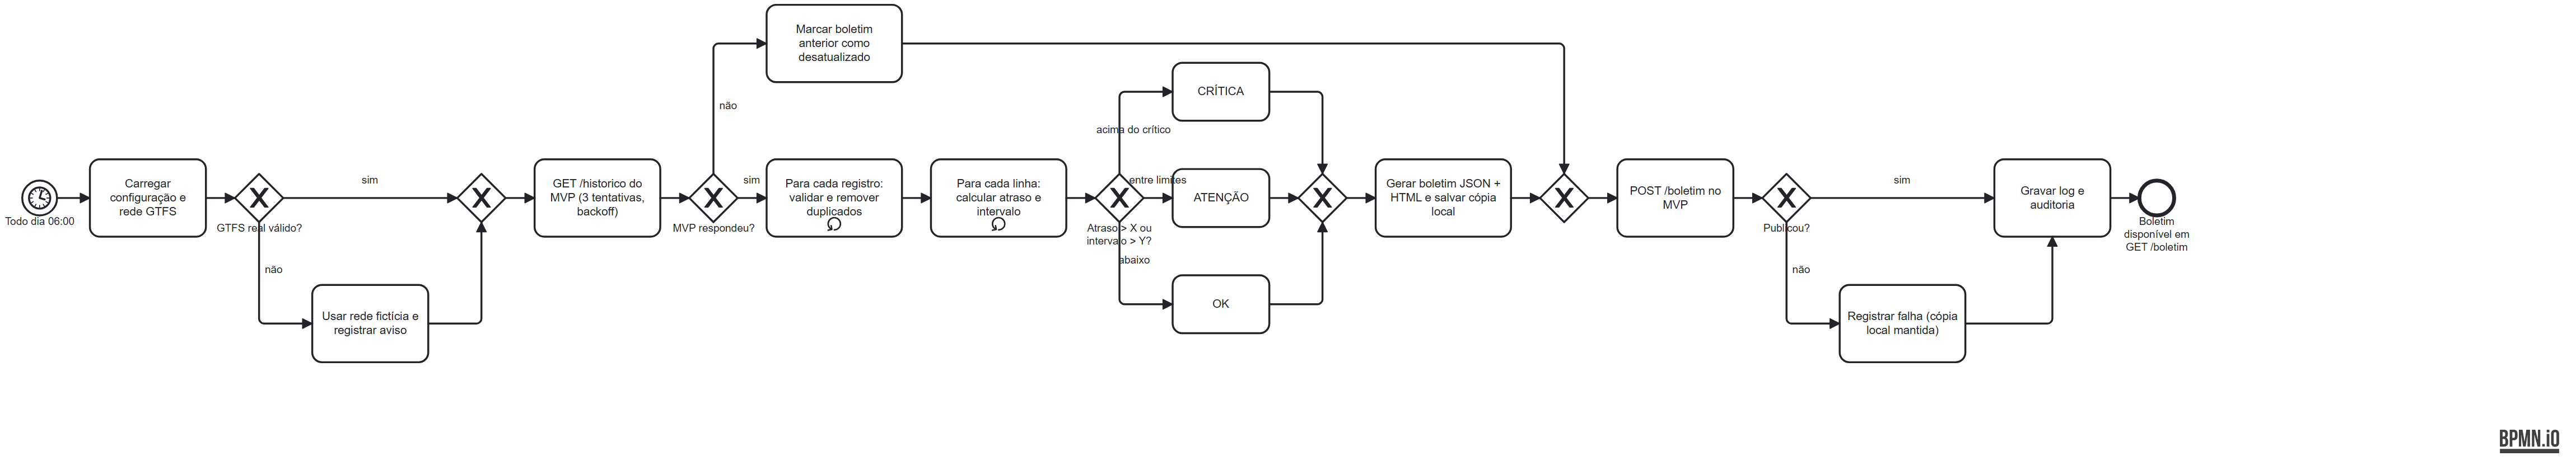 Todo dia 06:00
Carregar
configuração e
rede GTFS
GTFS real válido?
sim
não
Usar rede fictícia e
registrar aviso
GET /historico do
MVP (3 tentativas,
backoff)
MVP respondeu?
não
Marcar boletim
anterior como
desatualizado
sim
Para cada registro:
validar e remover
duplicados
Para cada linha:
calcular atraso e
intervalo
Atraso > X ou
intervalo > Y?
acima do crítico
CRÍTICA
entre limites
ATENÇÃO
abaixo
OK
Gerar boletim JSON +
HTML e salvar cópia
local
POST /boletim no
MVP
Publicou?
sim
não
Registrar falha (cópia
local mantida)
Gravar log e
auditoria
Boletim
disponível em
GET /boletim
BPMN.iO